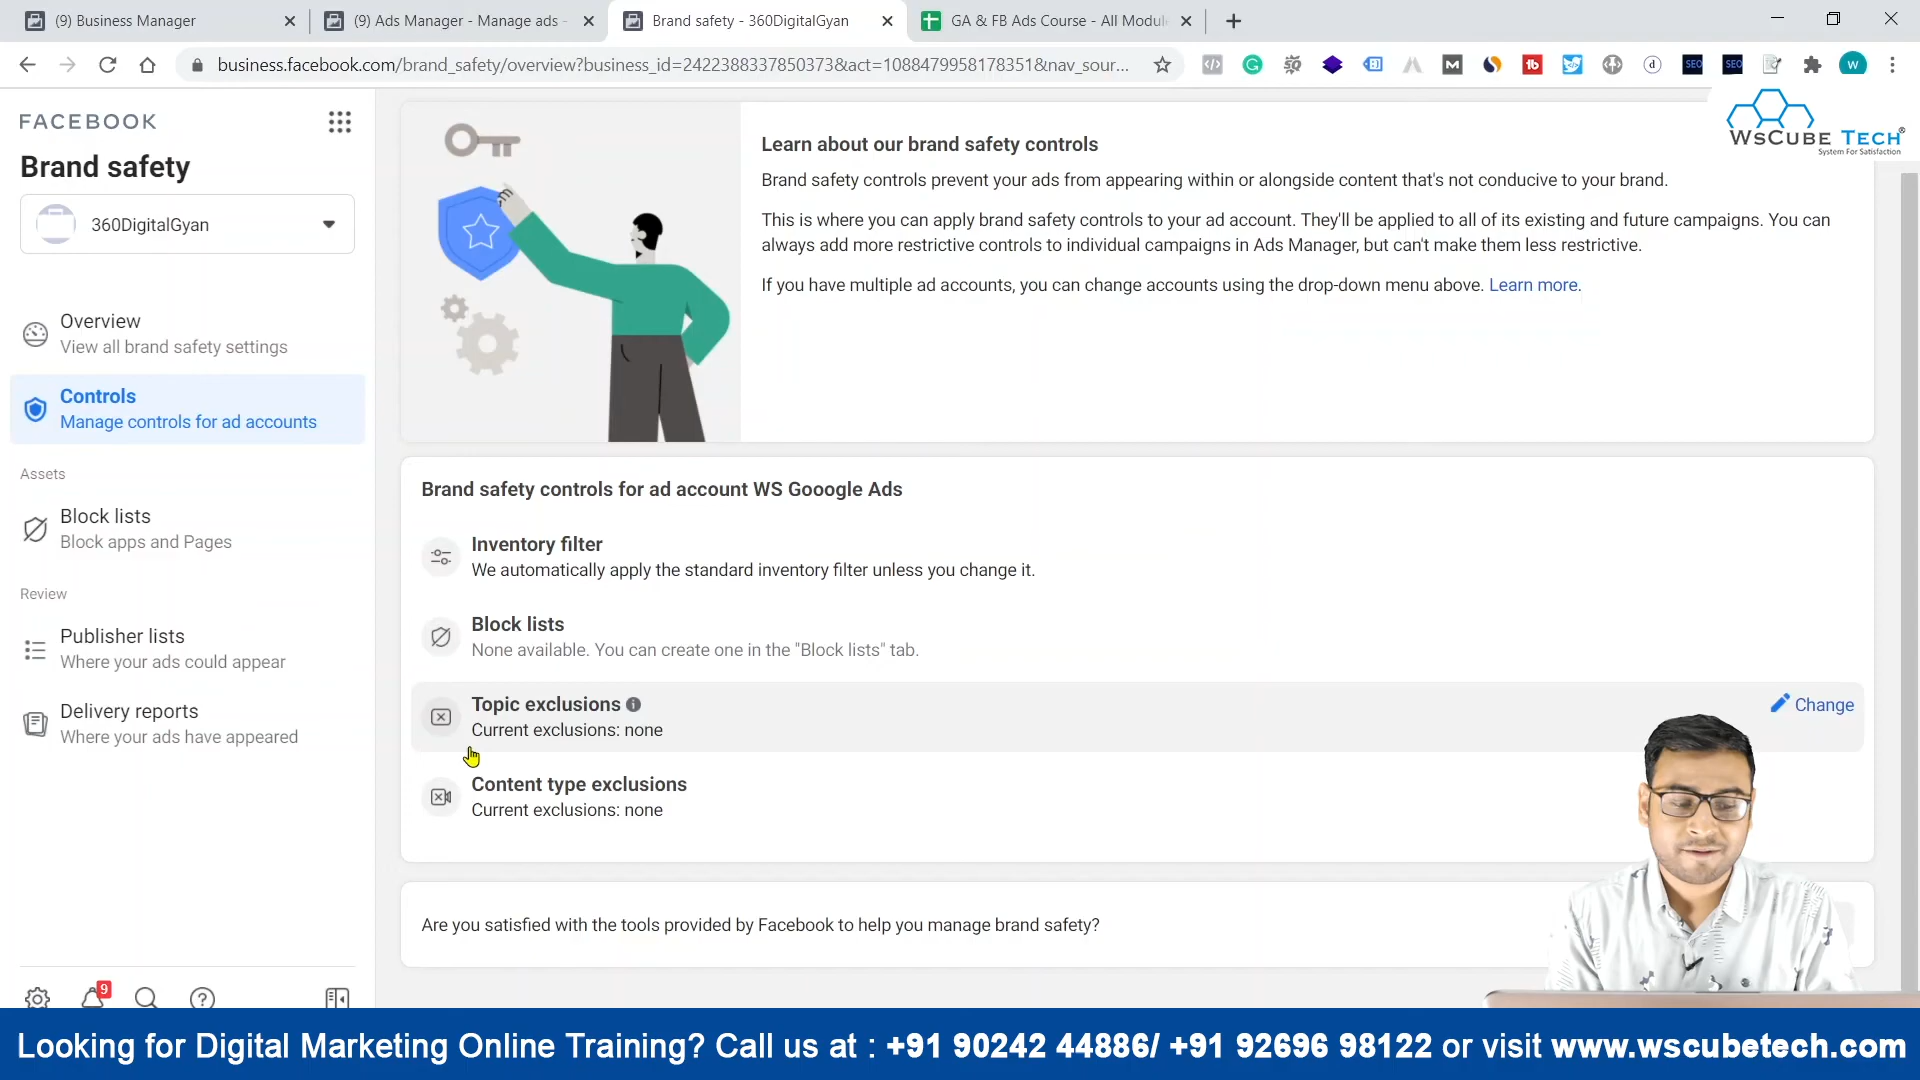 (9) Business Manager
(9) Ads Manager - Manage ads -
Brand safety - 360DigitalGyan
GA & FB Ads Course - All Modul
business.facebook.com/brand_safety/overview?business_id=242238833785037​3&act=1088479958178351&nav_sour...
FACEBOOK
Brand safety
360DigitalGyan
Overview
View all brand safety settings
Controls
Manage controls for ad accounts
Assets
Block lists
Block apps and Pages
Review
Publisher lists
Where your ads could appear
Delivery reports
Where your ads have appeared
9
WsCube Tech®
System For Satisfaction
Learn about our brand safety controls
Brand safety controls prevent your ads from appearing within or alongside content that's not conducive to your brand.
This is where you can apply brand safety controls to your ad account. They'll be applied to all of its existing and future campaigns. You can
always add more restrictive controls to individual campaigns in Ads Manager, but can't make them less restrictive.
If you have multiple ad accounts, you can change accounts using the drop-down menu above. Learn more.
Brand safety controls for ad account WS Gooogle Ads
Inventory filter
We automatically apply the standard inventory filter unless you change it.
Block lists
None available. You can create one in the "Block lists" tab.
Topic exclusions
Current exclusions: none
Change
Content type exclusions
Current exclusions: none
Are you satisfied with the tools provided by Facebook to help you manage brand safety?
Looking for Digital Marketing Online Training? Call us at : +91 90242 44886/ +91 92696 98122 or visit www.wscubetech.com